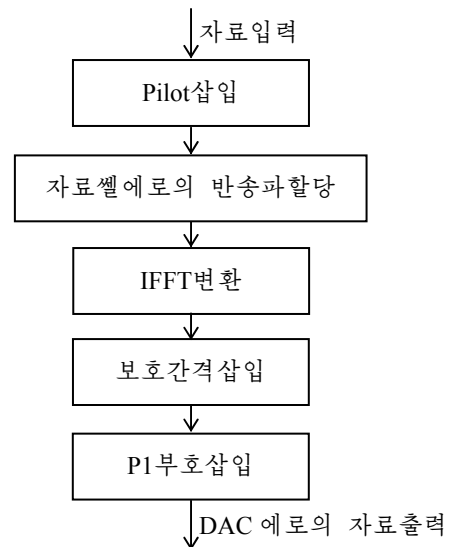 자료입력
Pilot삽입
자료쎌에로의 반송파할당
IFFT변환
보호간격삽입
P1부호삽입
DAC 에로의 자료출력